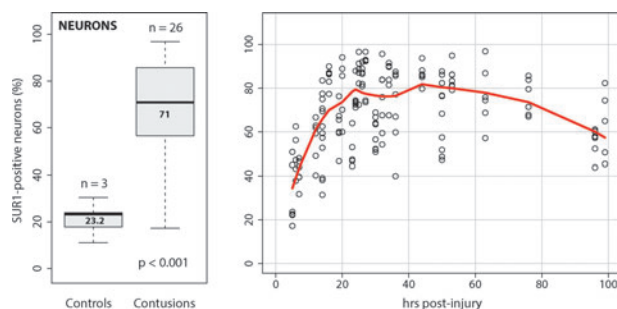 NEURONS
n = 26
n = 3
71
23.2
p < 0.001
SUR1-positive neurons (%)
0
20
40
60
80
100
Controls
Contusions
0
20
40
60
80
100
0
20
40
60
80
100
hrs post-injury